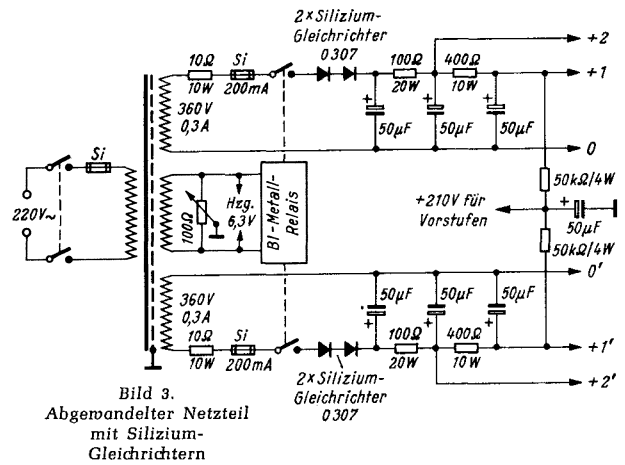 2×Silizium-
Gleichrichter
0307
+2
10Ω
10W
Si
200mA
100Ω
20W
400Ω
10W
+1
360V
0,3A
+
50µF
50µF
+
50µF
0
Si
220V~
100Ω
Hzg.
6,3V
BI-Metall-
Relais
+210V für
Vorstufen
50kΩ/4W
+
50µF
50kΩ/4W
0'
360V
0,3A
50µF
50µF
50µF
+
+
+
10Ω
10W
Si
200mA
100Ω
20W
400Ω
10W
+1'
+2'
2×Silizium-
Gleichrichter
0307
Bild 3.
Abgewandelter Netzteil
mit Silizium-
Gleichrichtern